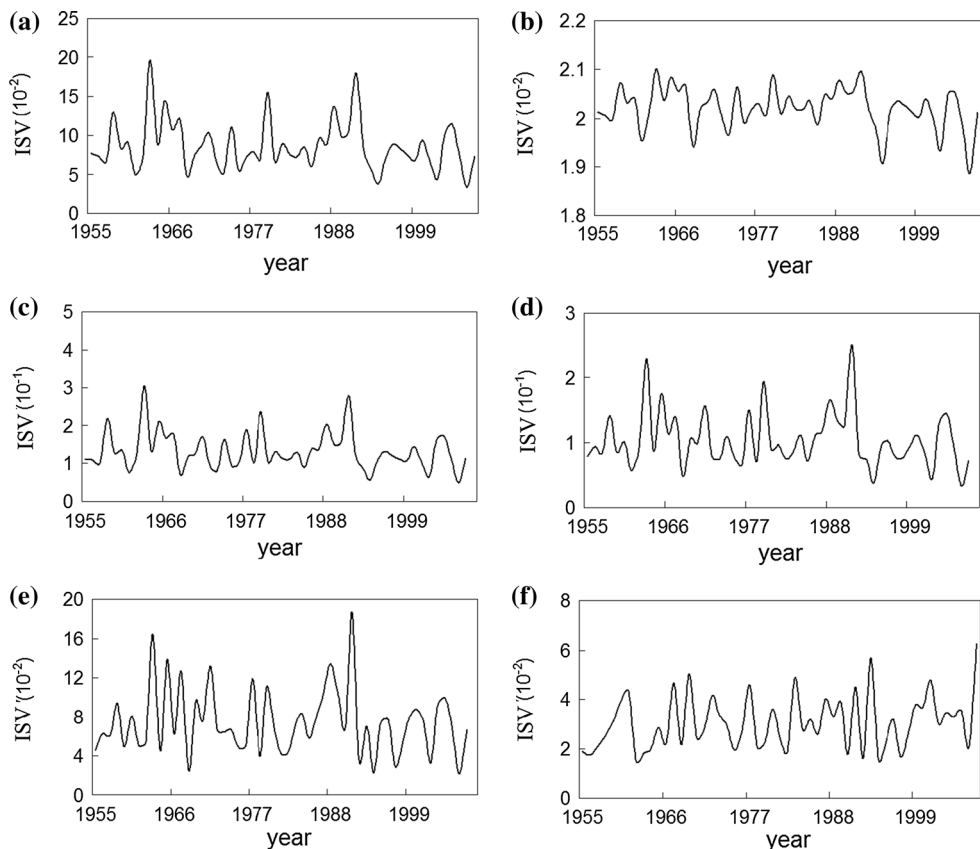 (a)
ISV (10-2)
25
20
15
10
5
0
1955 1966 1977 1988 1999
year
(b)
ISV (10-2)
2.2
2.1
2
1.9
1.8
1955 1966 1977 1988 1999
year
(c)
ISV (10-1)
5
4
3
2
1
0
1955 1966 1977 1988 1999
year
(d)
ISV (10-1)
3
2
1
0
1955 1966 1977 1988 1999
year
(e)
ISV (10-2)
20
16
12
8
4
0
1955 1966 1977 1988 1999
year
(f)
ISV (10-2)
8
6
4
2
0
1955 1966 1977 1988 1999
year